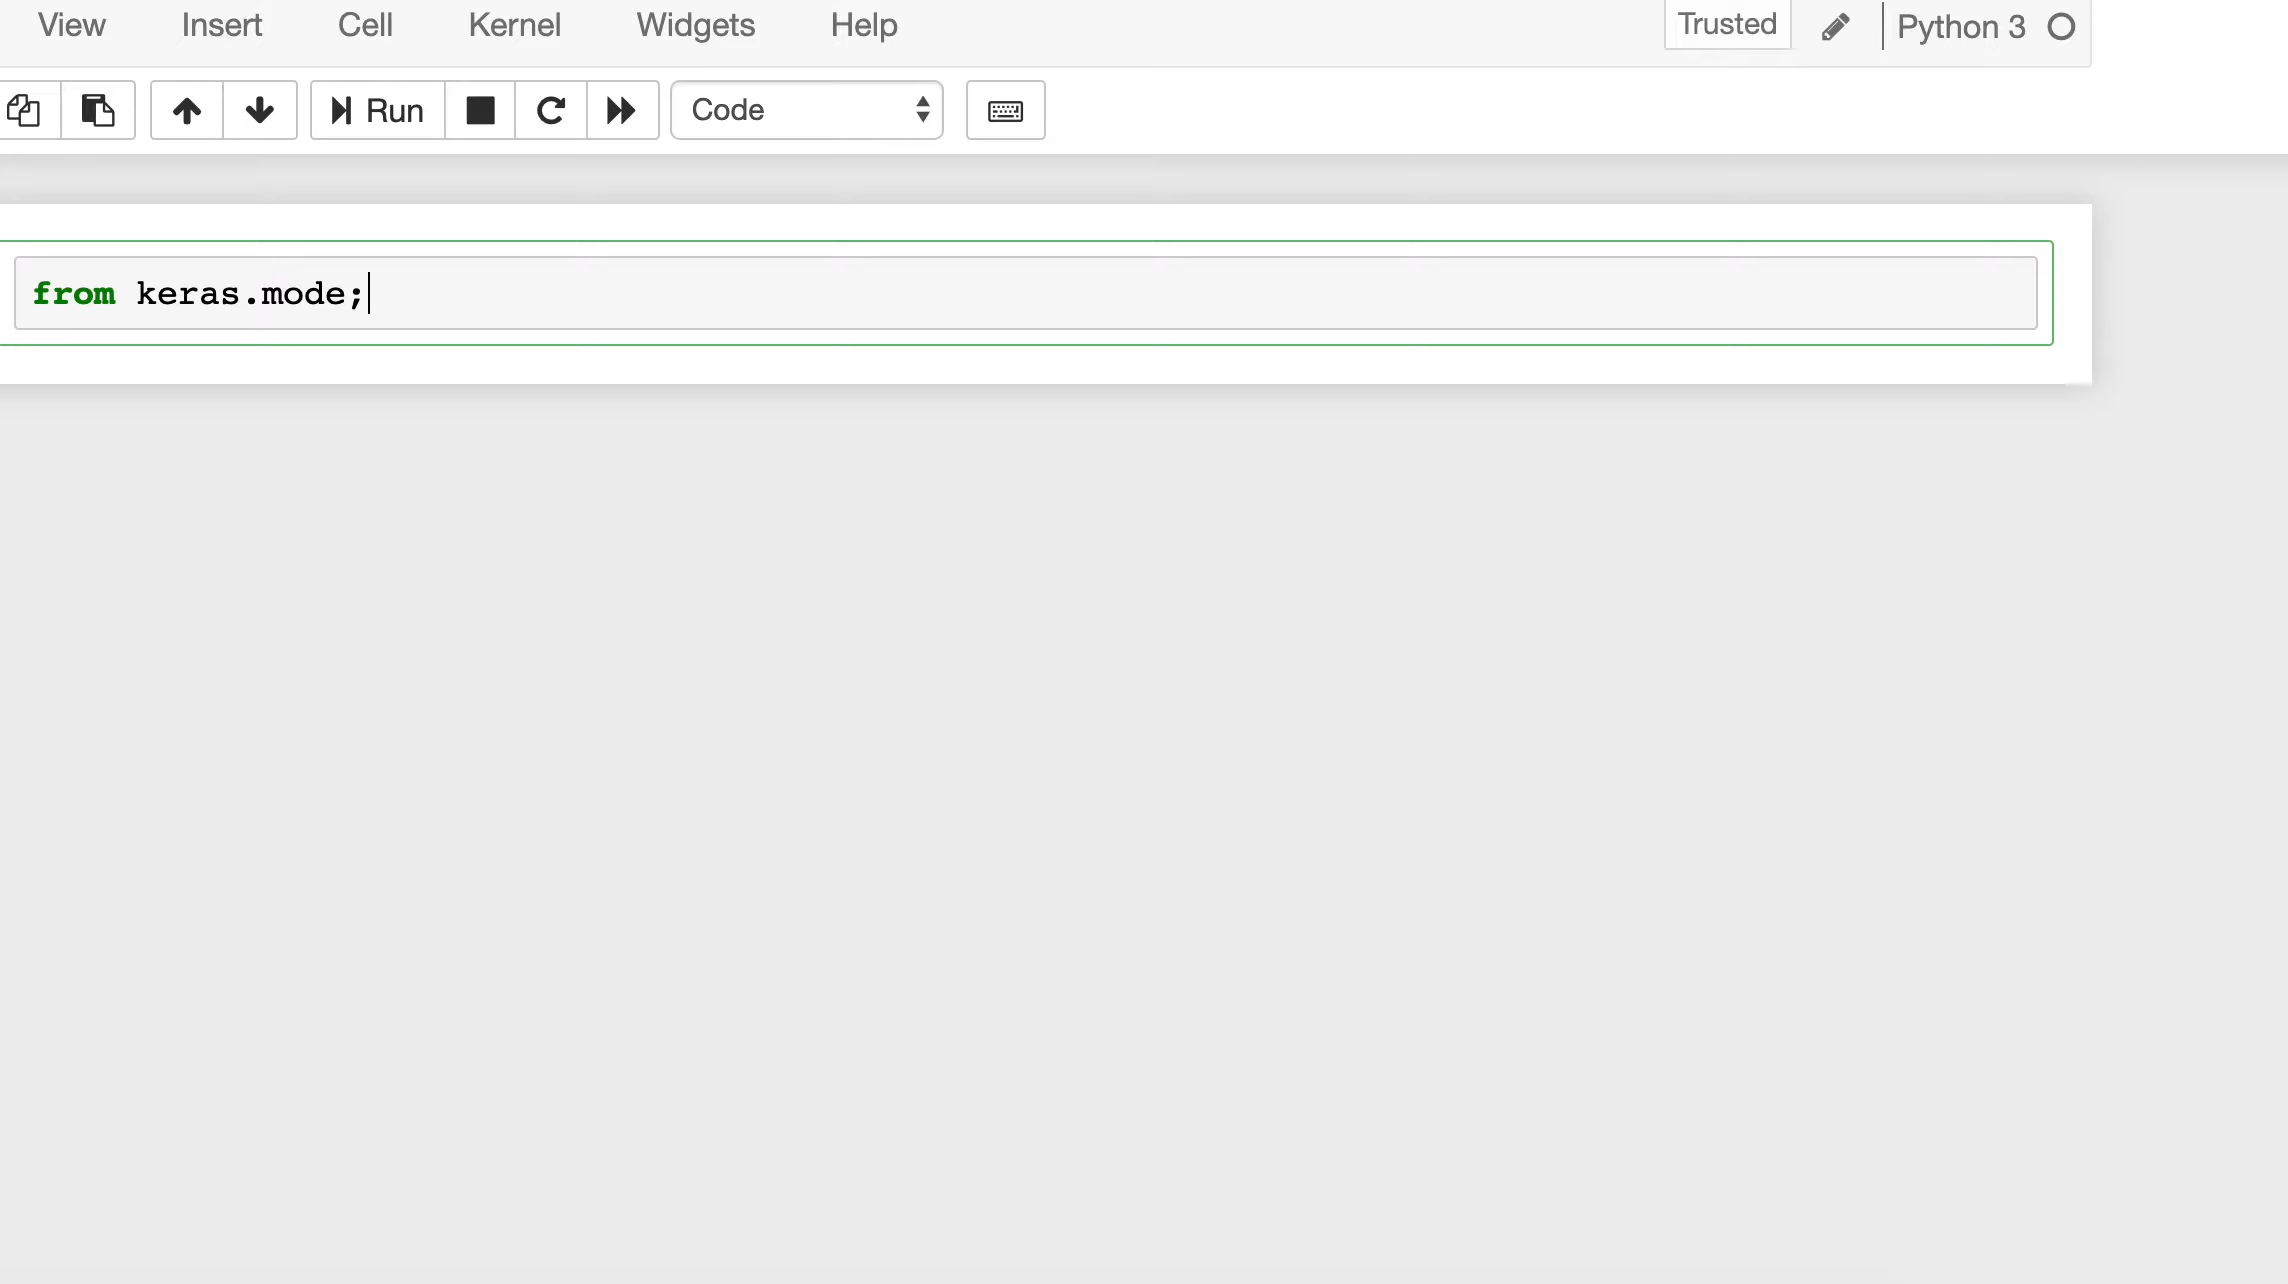 View Insert Cell Kernel Widgets Help Trusted Python 3
Run Code
from keras.mode;